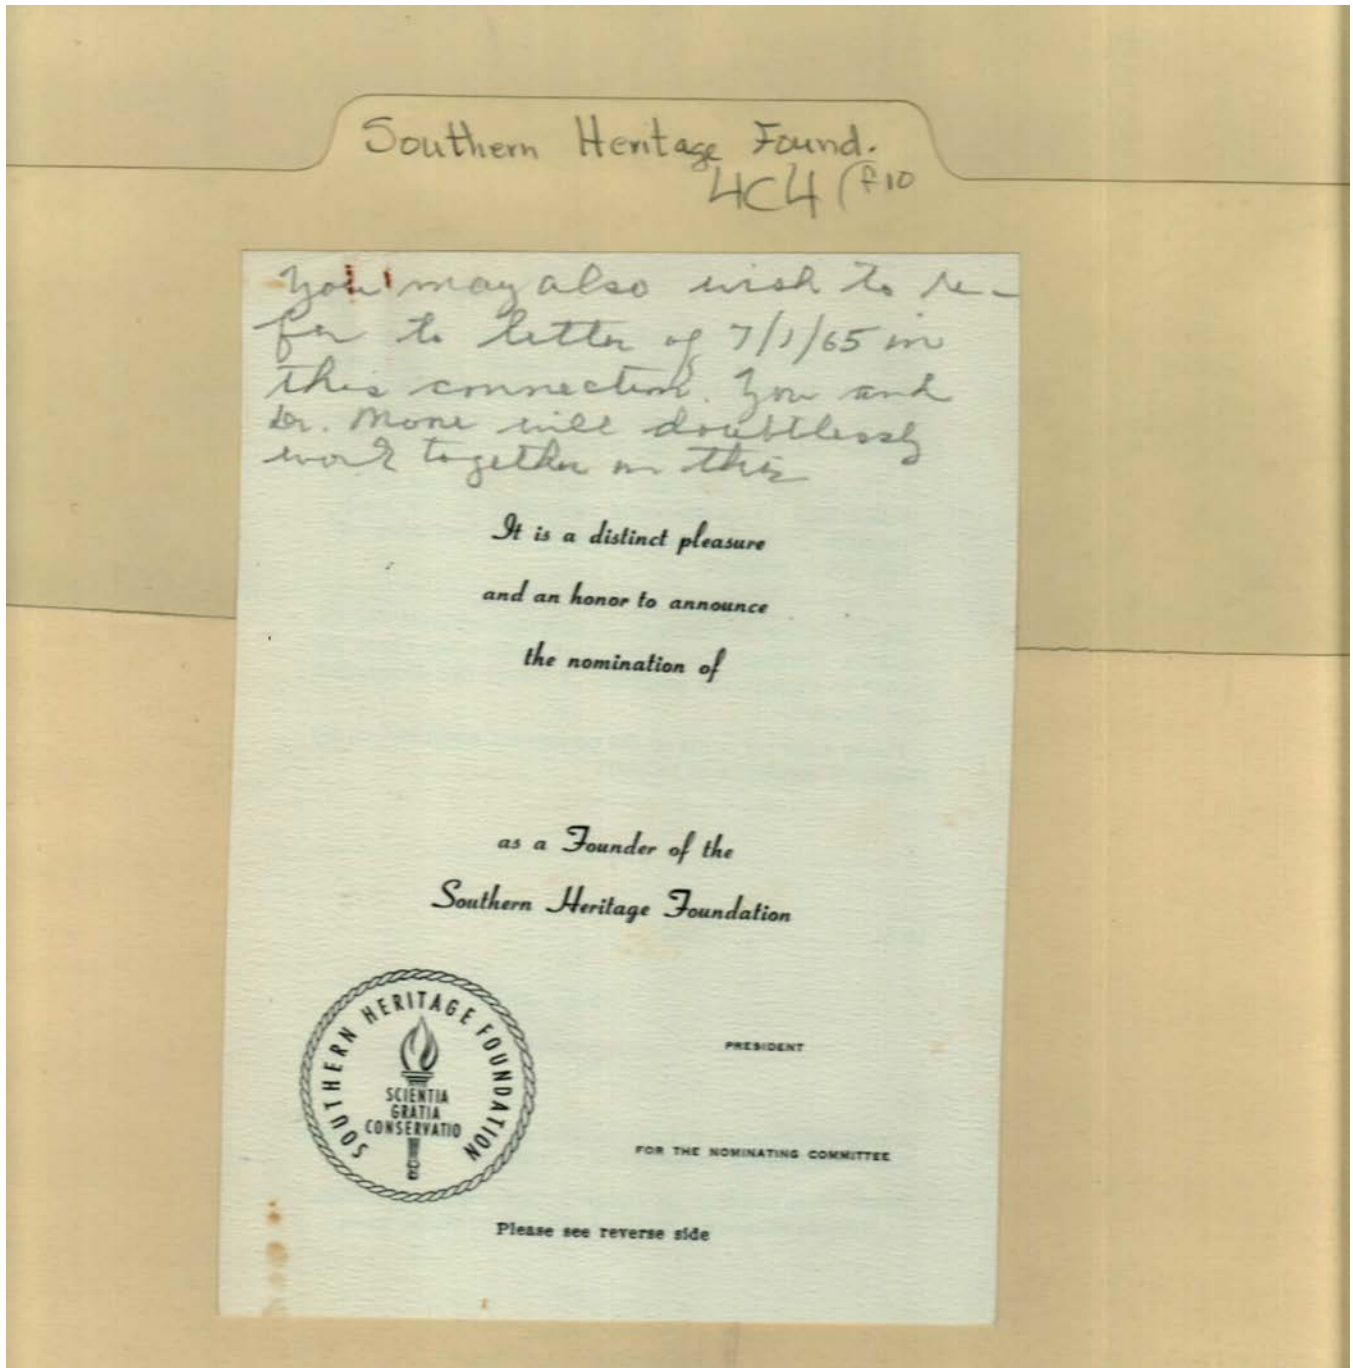 Southern Heritage Found.
4C4 (f10
You may also wish to re-
fer to letter of 7/1/65 in
this connection. You and
Dr. More will doubtlessly
work together on this
It is a distinct pleasure
and an honor to announce
the nomination of
as a Founder of the
Southern Heritage Foundation
SOUTHERN HERITAGE FOUNDATION
SCIENTIA
GRATIA
CONSERVATIO
PRESIDENT
FOR THE NOMINATING COMMITTEE
Please see reverse side